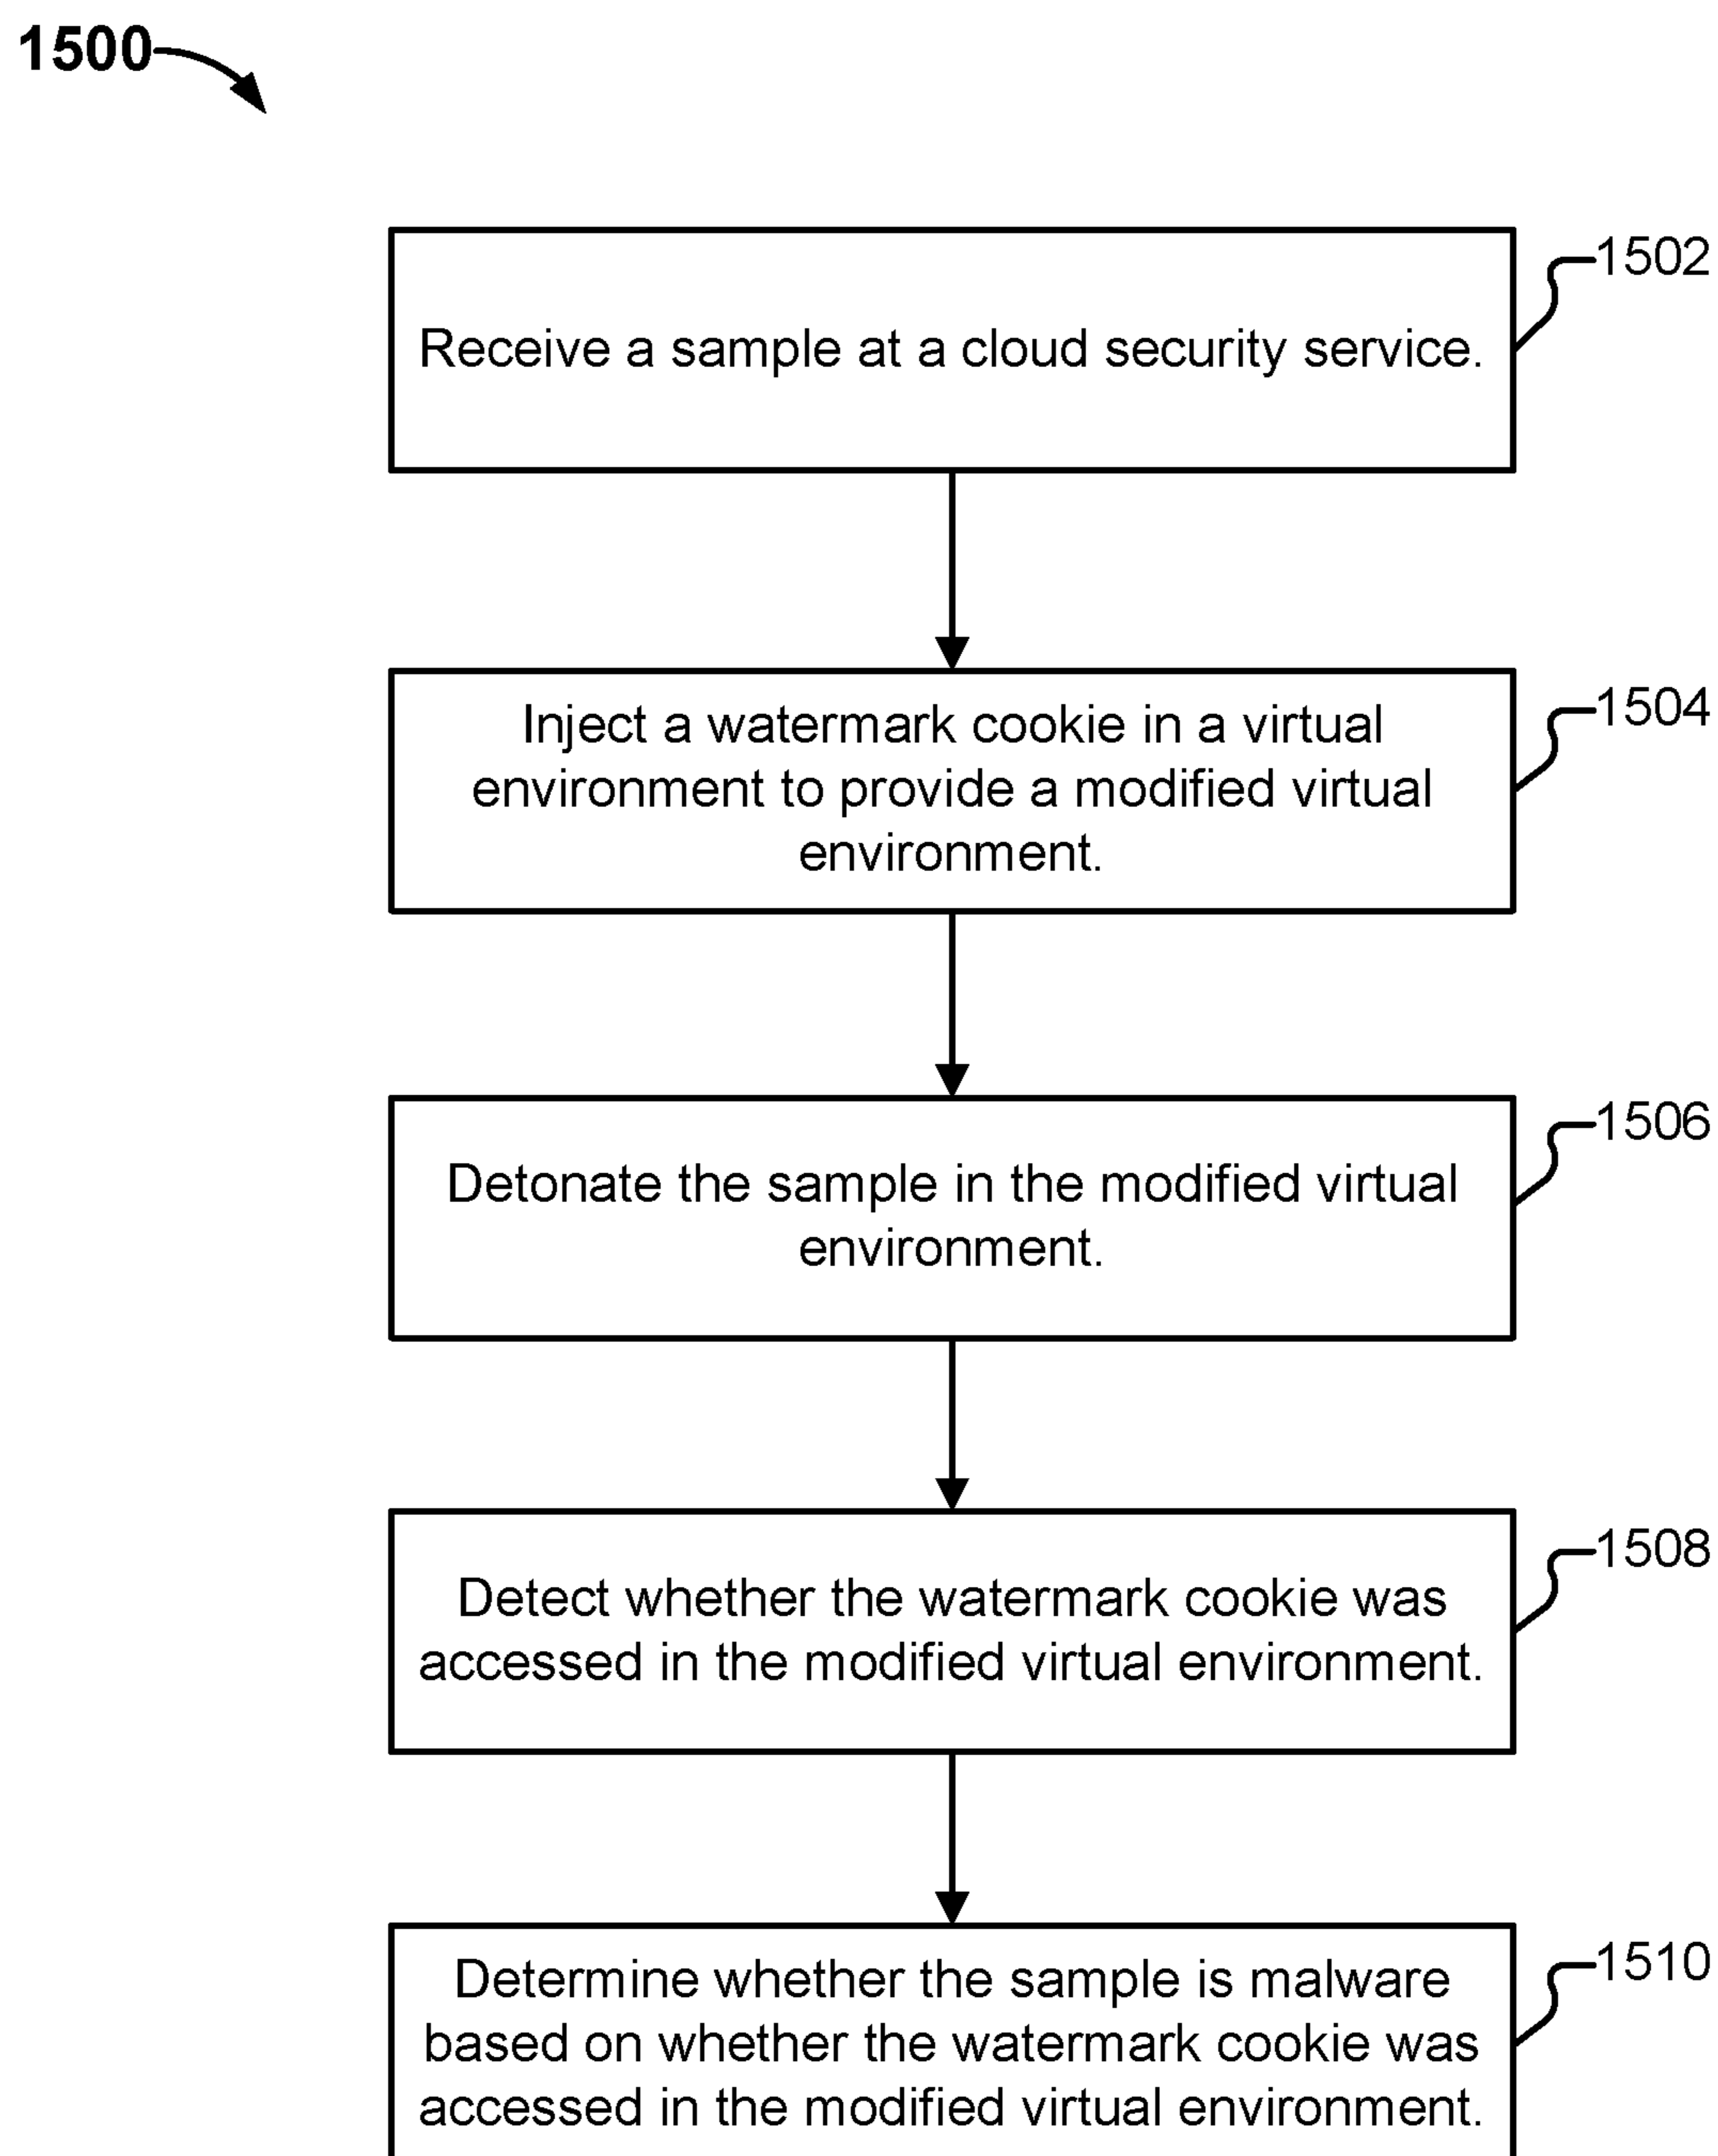 1500
1502
Receive a sample at a cloud security service.
1504
Inject a watermark cookie in a virtual
environment to provide a modified virtual
environment.
1506
Detonate the sample in the modified virtual
environment.
1508
Detect whether the watermark cookie was
accessed in the modified virtual environment.
1510
Determine whether the sample is malware
based on whether the watermark cookie was
accessed in the modified virtual environment.